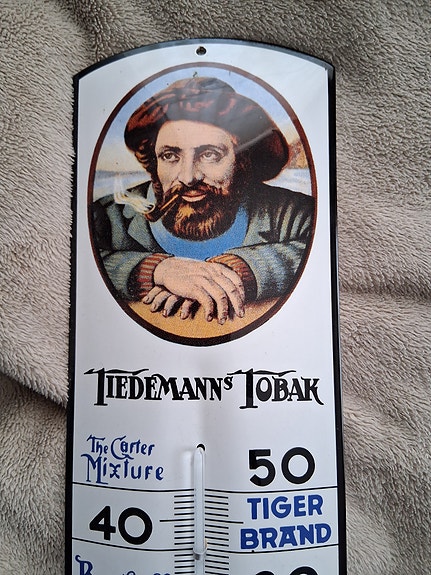 TIEDEMANNS TOBAK
The Carter
Mixture
50
40
TIGER
BRAND